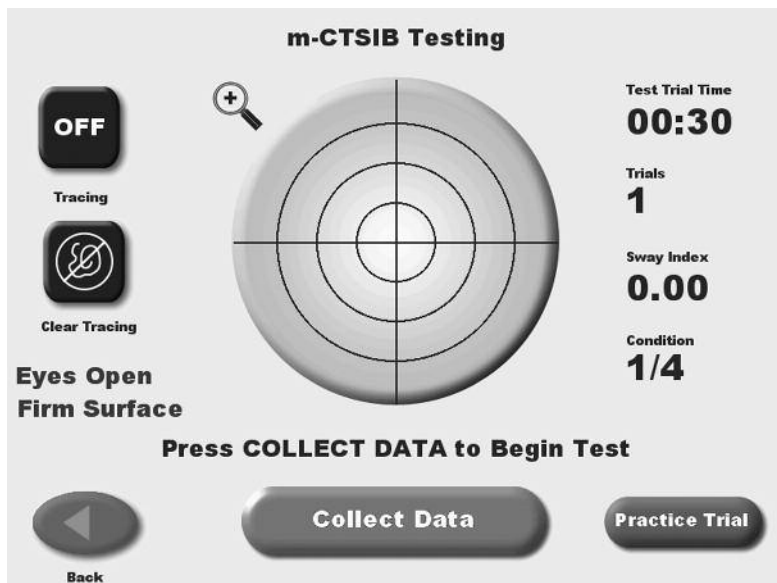 m-CTSIB Testing
OFF
Tracing
Clear Tracing
Eyes Open
Firm Surface
Test Trial Time
00:30
Trials
1
Sway Index
0.00
Condition
1/4
Press COLLECT DATA to Begin Test
Back
Collect Data
Practice Trial